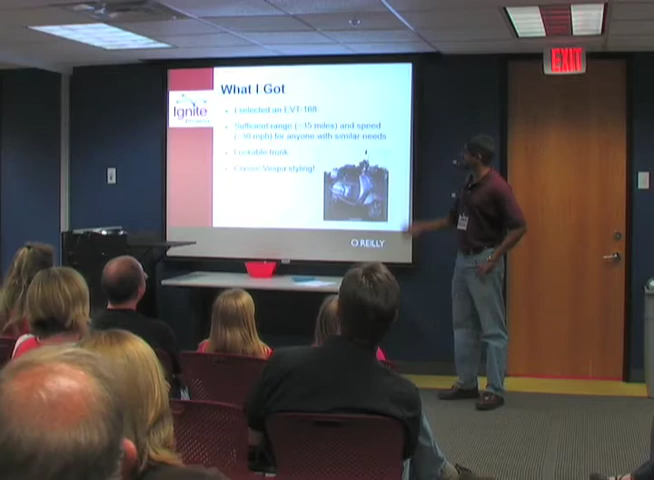 What I Got
EXIT
Ignite
• I selected an EVT-168.
• Sufficient range (~35 miles) and speed
(~30 mph) for anyone with similar needs
• Lockable trunk
• Classic Vespa styling!
O'REILLY